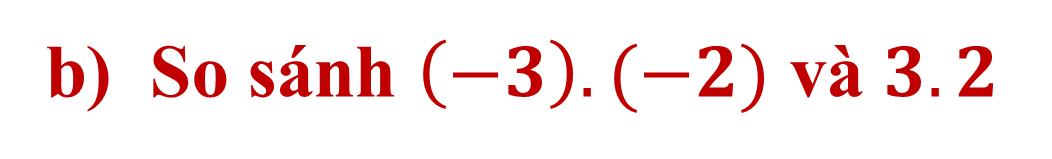 b) So sánh (−3).(−2) và 3.2